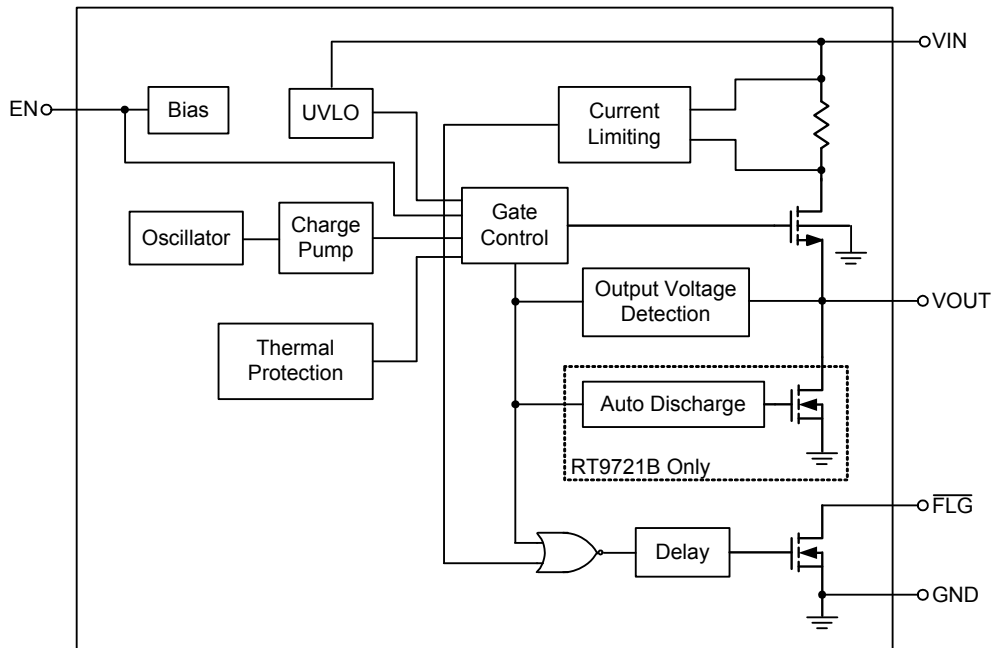 VIN
EN
Bias
UVLO
Current
Limiting
Oscillator
Charge
Pump
Gate
Control
Output Voltage
Detection
VOUT
Thermal
Protection
Auto Discharge
RT9721B Only
FLG
Delay
GND